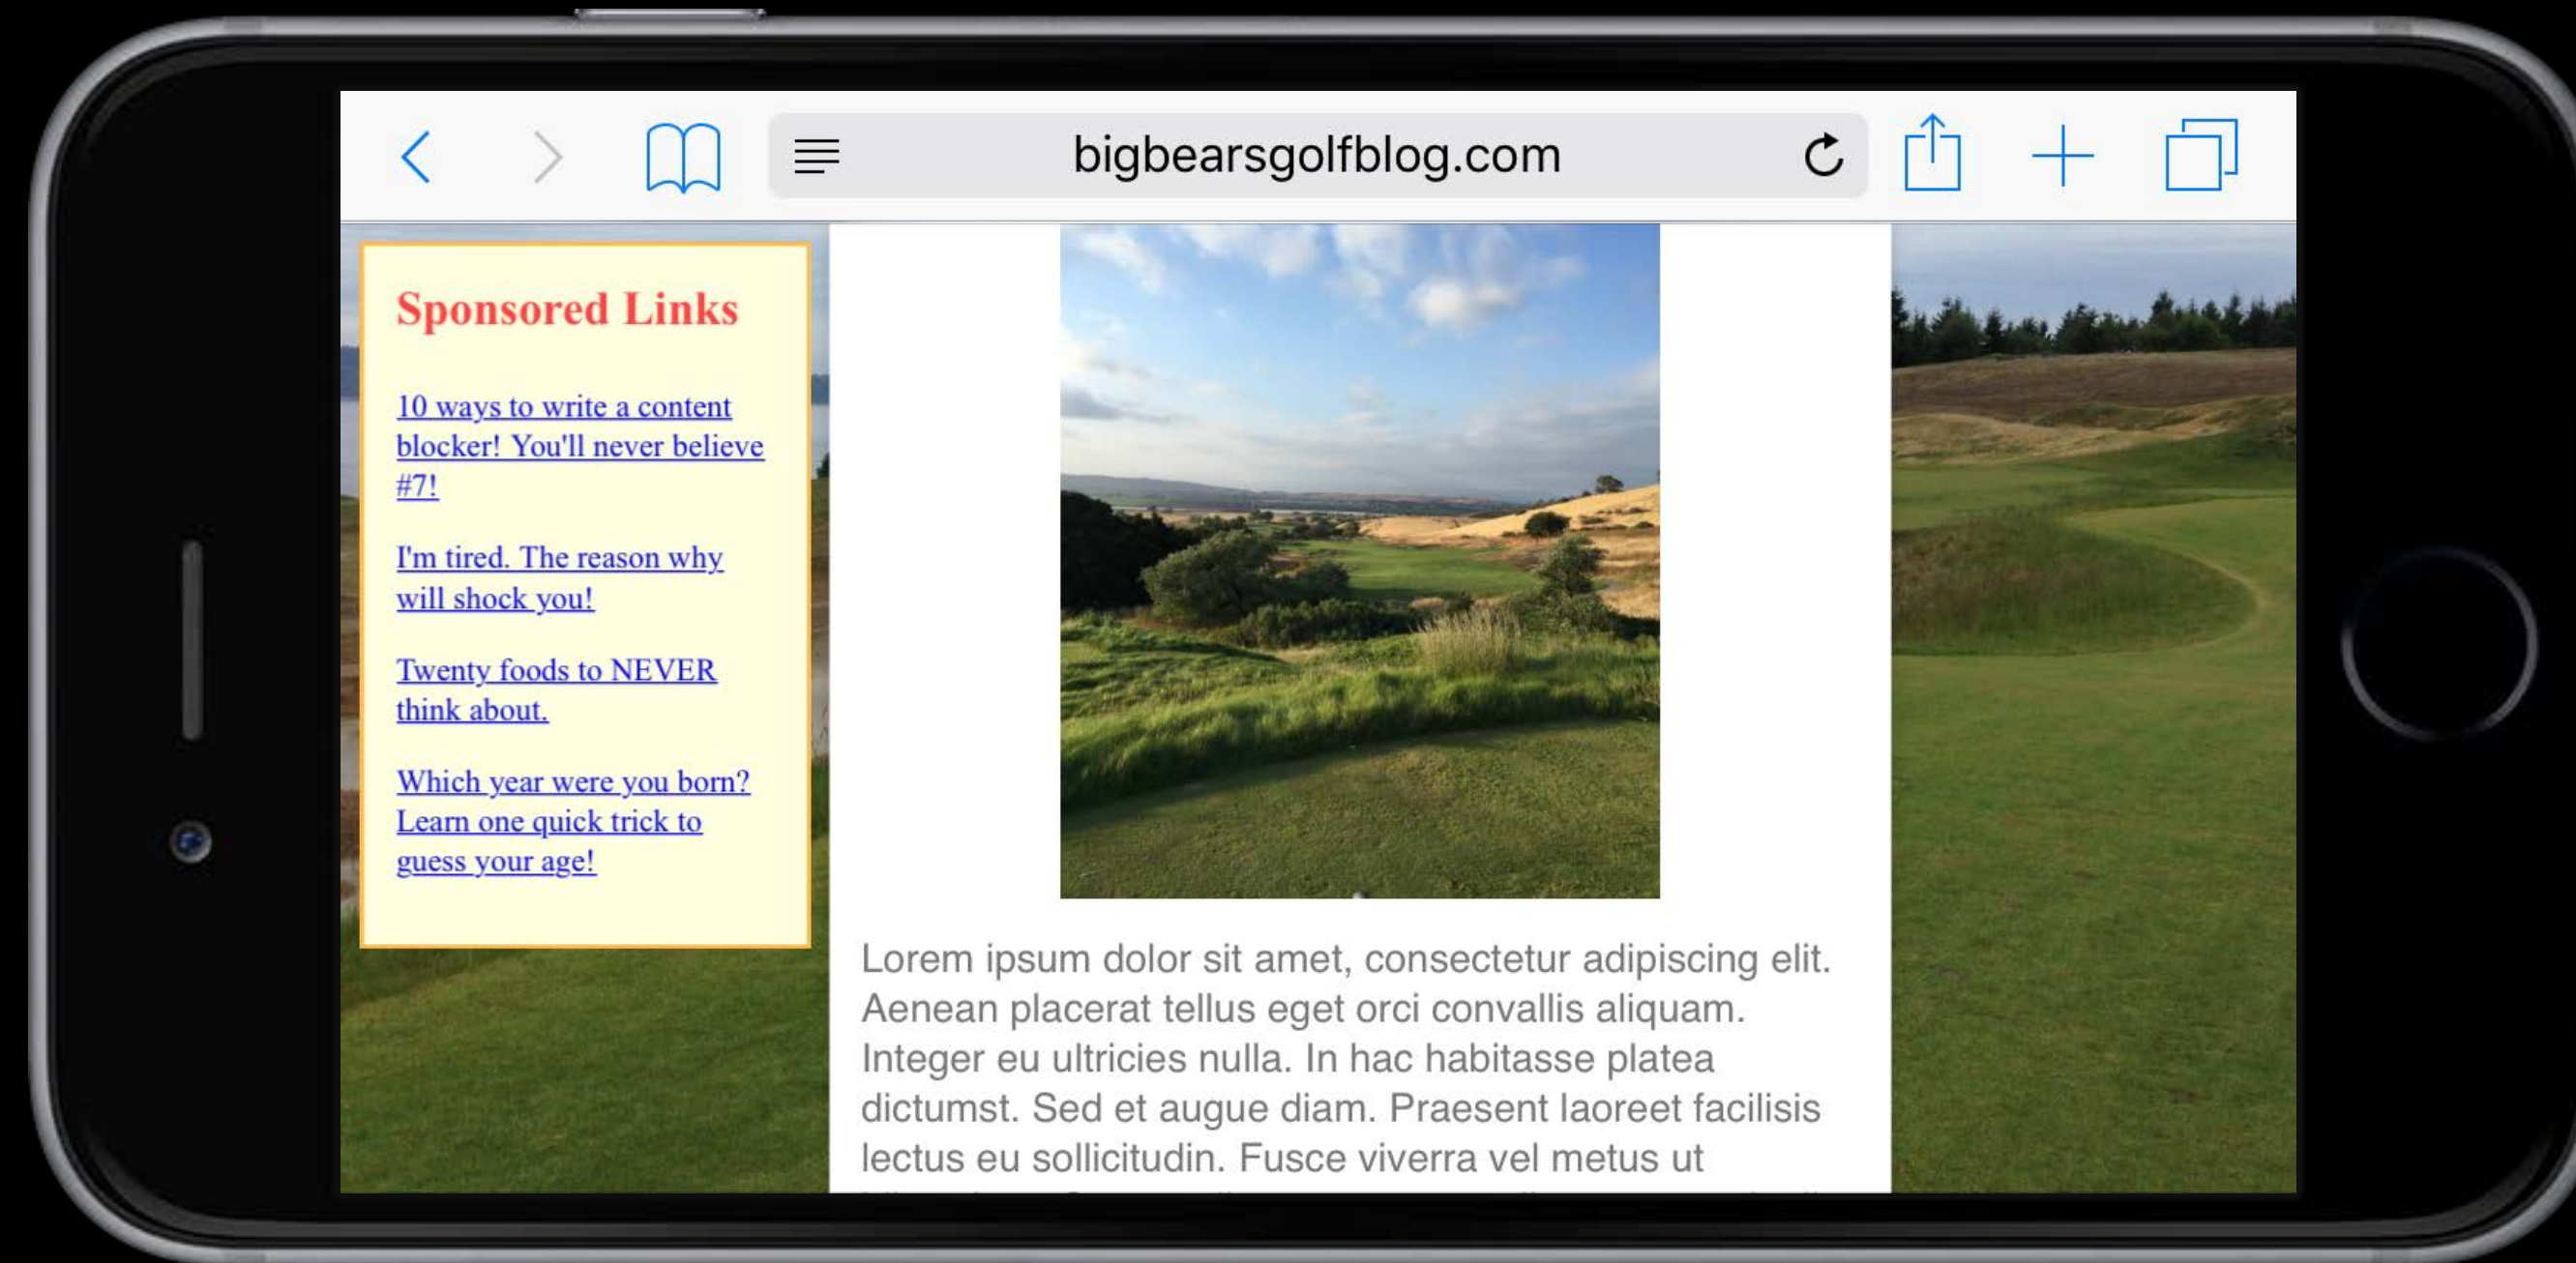 bigbearsgolfblog.com
Sponsored Links
10 ways to write a content
blocker! You'll never believe
#7!
I'm tired. The reason why
will shock you!
Twenty foods to NEVER
think about.
Which year were you born?
Learn one quick trick to
guess your age!
Lorem ipsum dolor sit amet, consectetur adipiscing elit.
Aenean placerat tellus eget orci convallis aliquam.
Integer eu ultricies nulla. In hac habitasse platea
dictumst. Sed et augue diam. Praesent laoreet facilisis
lectus eu sollicitudin. Fusce viverra vel metus ut